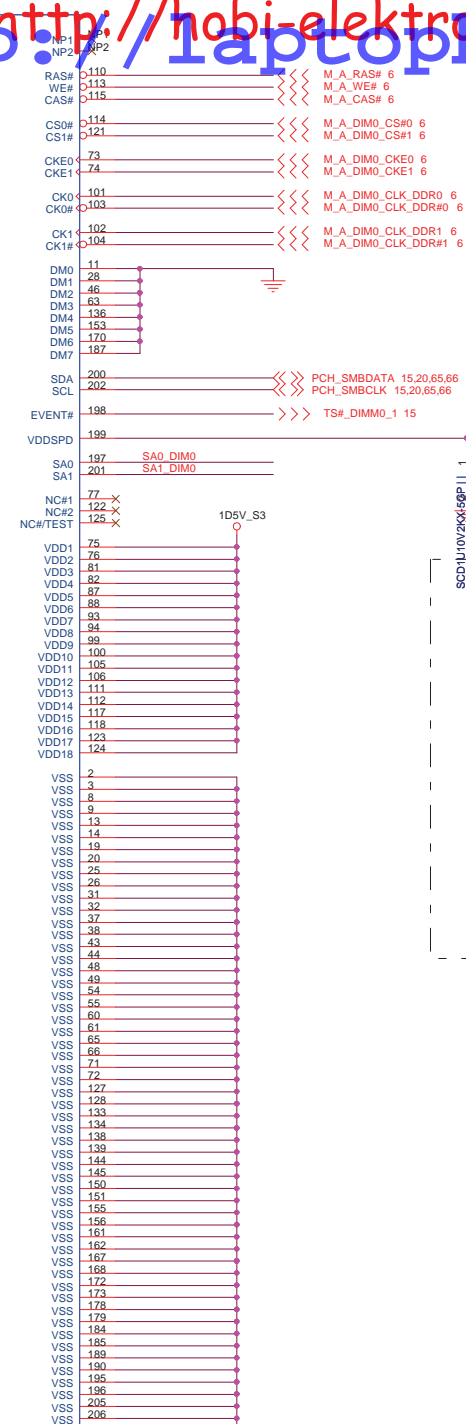 http://hobi-elektro
p://laptop
NP1 NP1
NP2 NP2
RAS# 110 M_A_RAS# 6
WE# 113 M_A_WE# 6
CAS# 115 M_A_CAS# 6
CS0# 114 M_A_DIM0_CS#0 6
CS1# 121 M_A_DIM0_CS#1 6
CKE0 73 M_A_DIM0_CKE0 6
CKE1 74 M_A_DIM0_CKE1 6
CK0 101 M_A_DIM0_CLK_DDR0 6
CK0# 103 M_A_DIM0_CLK_DDR#0 6
CK1 102 M_A_DIM0_CLK_DDR1 6
CK1# 104 M_A_DIM0_CLK_DDR#1 6
DM0 11
DM1 28
DM2 46
DM3 63
DM4 136
DM5 153
DM6 170
DM7 187
SDA 200 PCH_SMBDATA 15,20,65,66
SCL 202 PCH_SMBCLK 15,20,65,66
EVENT# 198 TS#_DIMM0_1 15
VDDSPD 199
SA0 197 SA0_DIM0
SA1 201 SA1_DIM0
1
SCD1U10V2KX-5GP
NC#1 77
NC#2 122
NC#/TEST 125
1D5V_S3
VDD1 75
VDD2 76
VDD3 81
VDD4 82
VDD5 87
VDD6 88
VDD7 93
VDD8 94
VDD9 99
VDD10 100
VDD11 105
VDD12 106
VDD13 111
VDD14 112
VDD15 117
VDD16 118
VDD17 123
VDD18 124
VSS 2
VSS 3
VSS 8
VSS 9
VSS 13
VSS 14
VSS 19
VSS 20
VSS 25
VSS 26
VSS 31
VSS 32
VSS 37
VSS 38
VSS 43
VSS 44
VSS 48
VSS 49
VSS 54
VSS 55
VSS 60
VSS 61
VSS 65
VSS 66
VSS 71
VSS 72
VSS 127
VSS 128
VSS 133
VSS 134
VSS 138
VSS 139
VSS 144
VSS 145
VSS 150
VSS 151
VSS 155
VSS 156
VSS 161
VSS 162
VSS 167
VSS 168
VSS 172
VSS 173
VSS 178
VSS 179
VSS 184
VSS 185
VSS 189
VSS 190
VSS 195
VSS 196
VSS 205
VSS 206